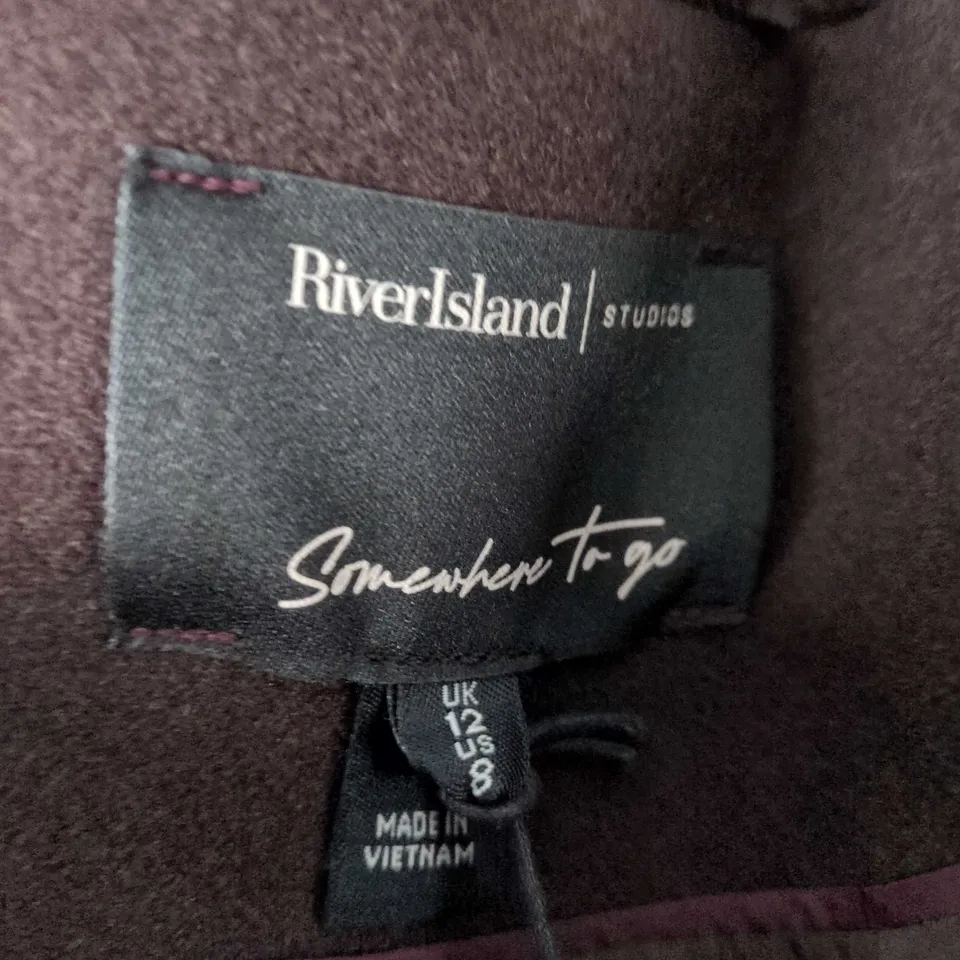 RiverIsland | STUDIOS
Somewhere to go
UK
12
US
8
MADE IN
VIETNAM